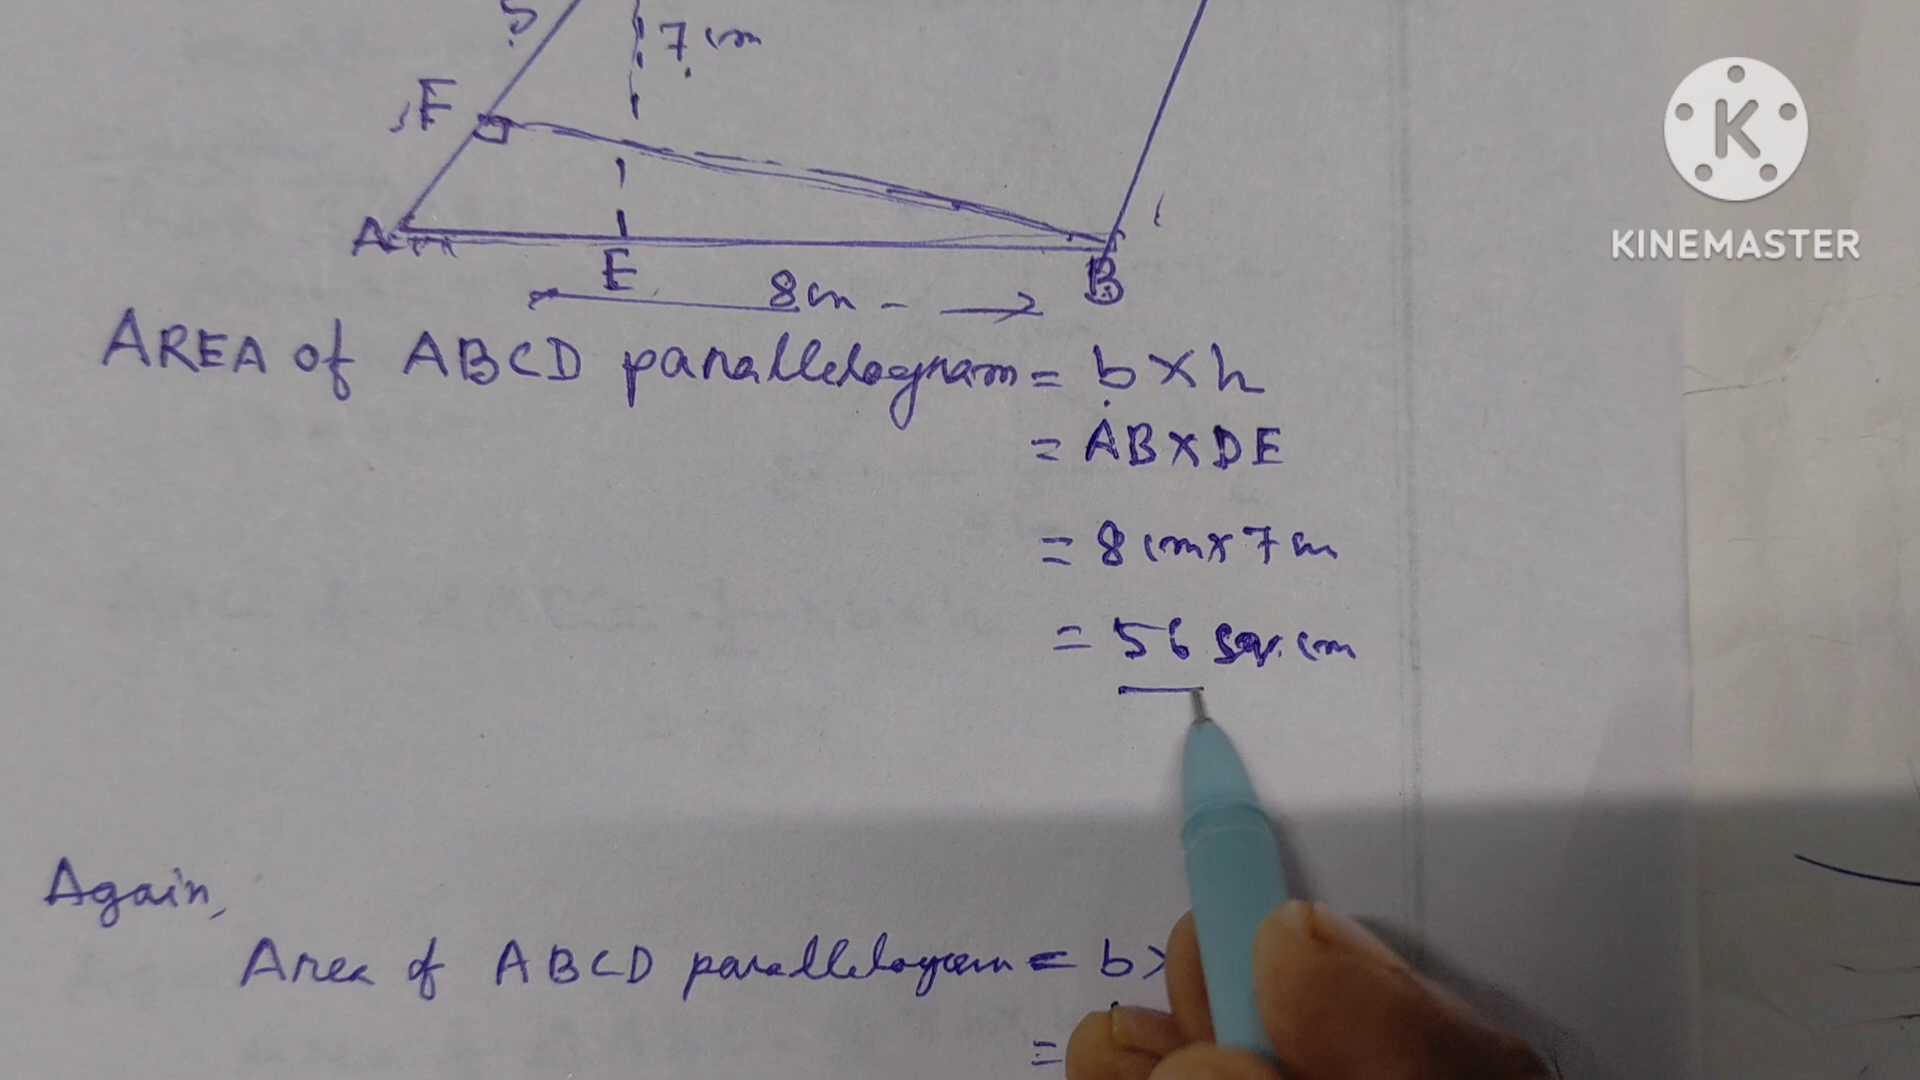 7 cm
F
A
E
B
8 cm
AREA of ABCD parallelogram = b × h
= AB × DE
= 8 cm × 7 cm
= 56 sq. cm
Again,
Area of ABCD parallelogram = b ×
=
K
KINEMASTER